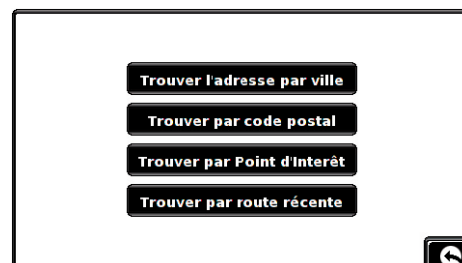 Trouver l'adresse par ville
Trouver par code postal
Trouver par Point d'Interêt
Trouver par route récente